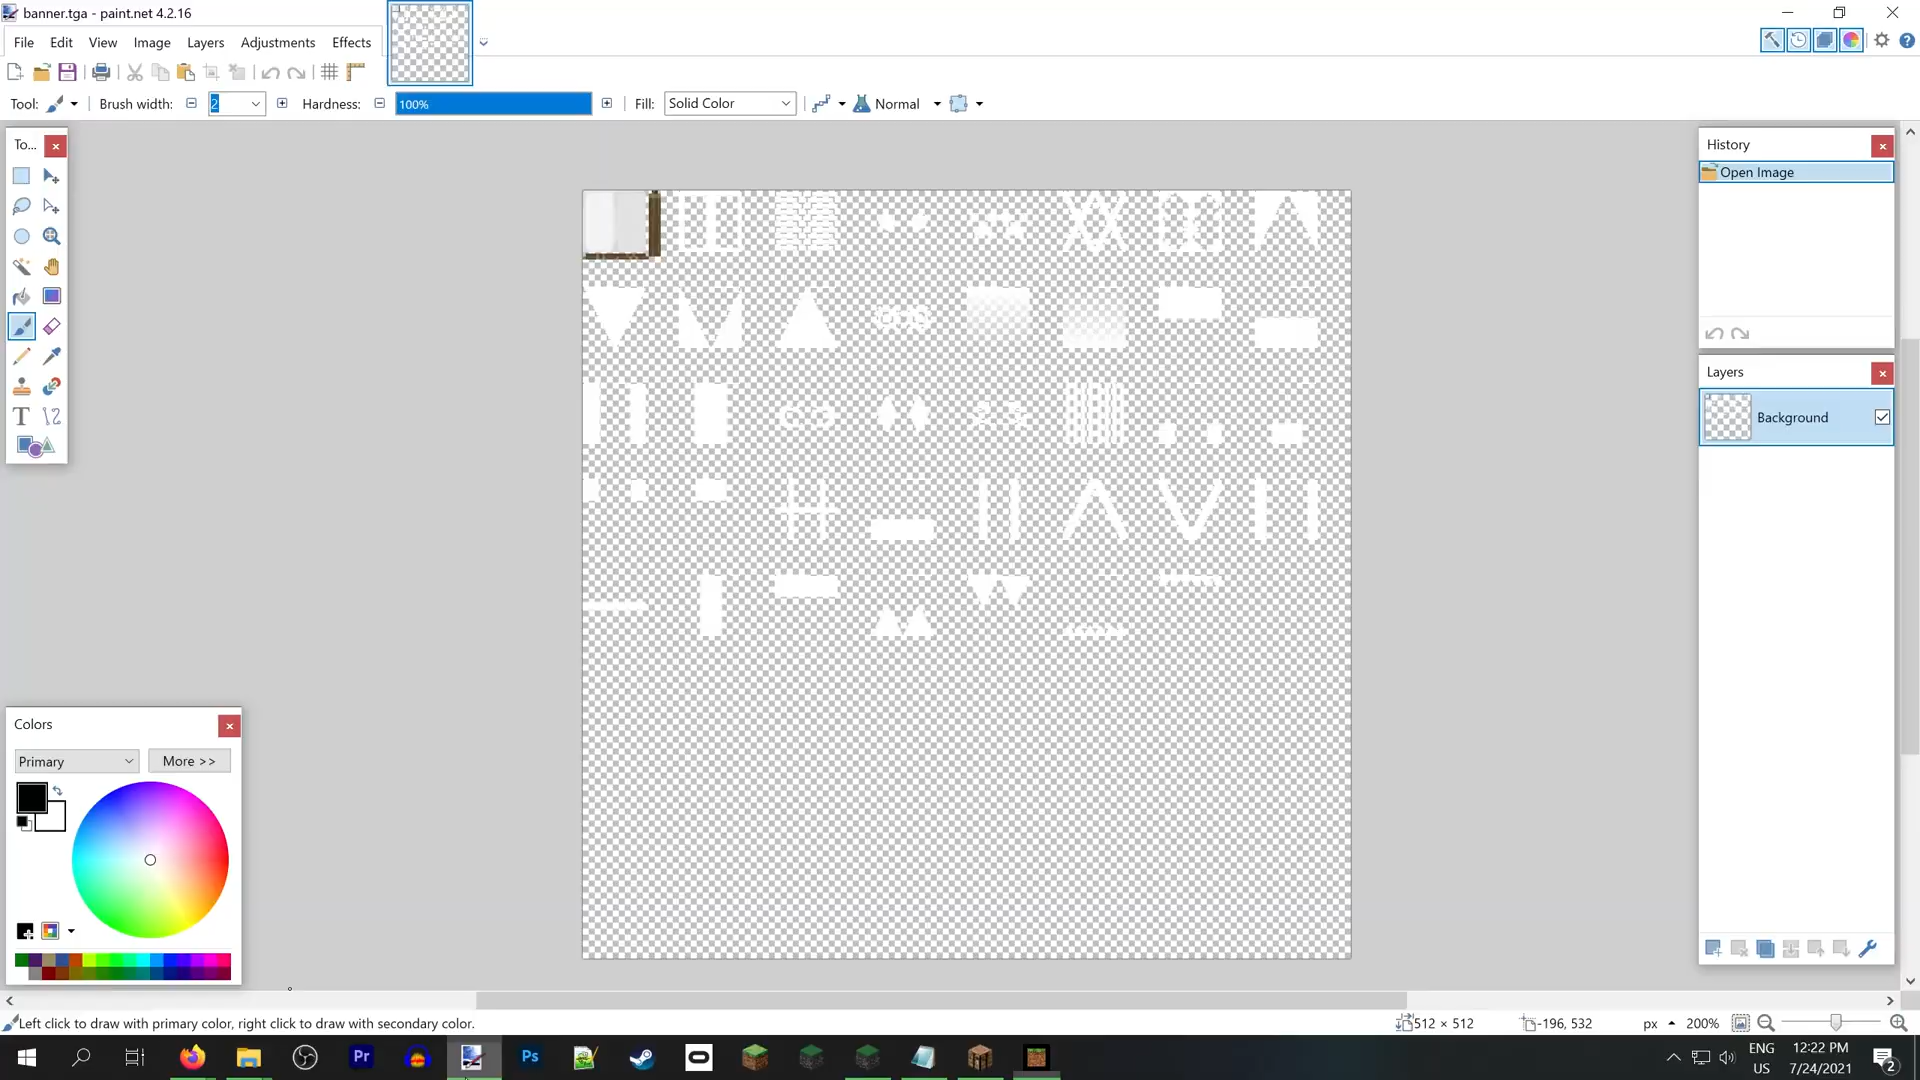 banner.tga - paint.net 4.2.16
File Edit View Image Layers Adjustments Effects
Tool: Brush width: 2 Hardness: 100% Fill: Solid Color Normal
To...
History
Open Image
Layers
Background
Colors
Primary More >>
Left click to draw with primary color, right click to draw with secondary color.
512 × 512 -196, 532 px 200%
Pr Ps
ENG
US
12:22 PM
7/24/2021
2